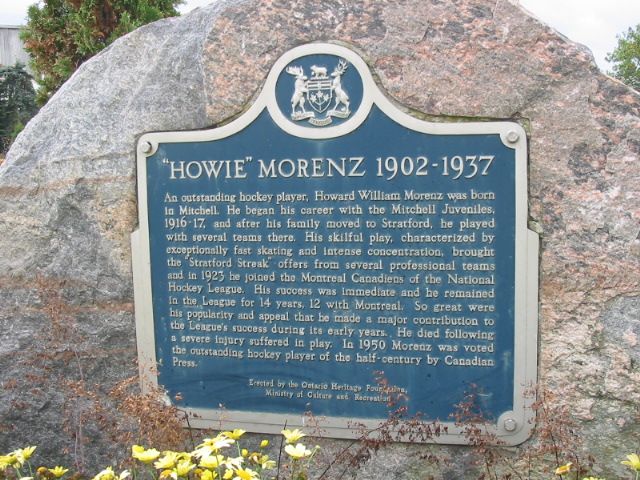 "HOWIE" MORENZ 1902-1937
An outstanding hockey player, Howard William Morenz was born
in Mitchell. He began his career with the Mitchell Juveniles,
1916-17, and after his family moved to Stratford, he played
with several teams there. His skilful play, characterized by
exceptionally fast skating and intense concentration, brought
the "Stratford Streak" offers from several professional teams
and in 1923 he joined the Montreal Canadiens of the National
Hockey League. His success was immediate and he remained
in the League for 14 years, 12 with Montreal. So great were
his popularity and appeal that he made a major contribution to
the League's success during its early years. He died following
a severe injury suffered in play. In 1950 Morenz was voted
the outstanding hockey player of the half-century by Canadian
Press.
Erected by the Ontario Heritage Foundation,
Ministry of Culture and Recreation